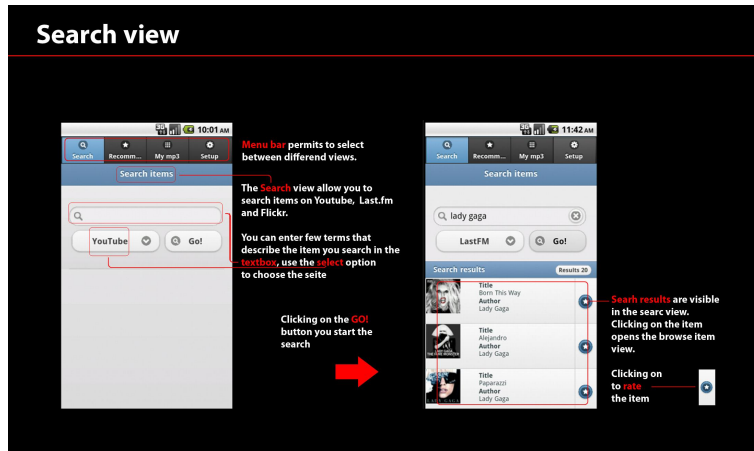 Search view
10:01 AM
Search Recomm... My mp3 Setup
Search items
YouTube Go!
Menu bar permits to select
between differend views.
The Search view allow you to
search items on Youtube, Last.fm
and Flickr.
You can enter few terms that
describe the item you search in the
textbox, use the select option
to choose the seite
Clicking on the GO!
button you start the
search
11:42 AM
Search Recomm... My mp3 Setup
Search items
lady gaga
LastFM Go!
Search results Results 20
Title
Born This Way
Author
Lady Gaga
Title
Alejandro
Author
Lady Gaga
Title
Paparazzi
Author
Lady Gaga
LADY GAGA
Searh results are visible
in the searc view.
Clicking on the item
opens the browse item
view.
Clicking on
to rate
the item